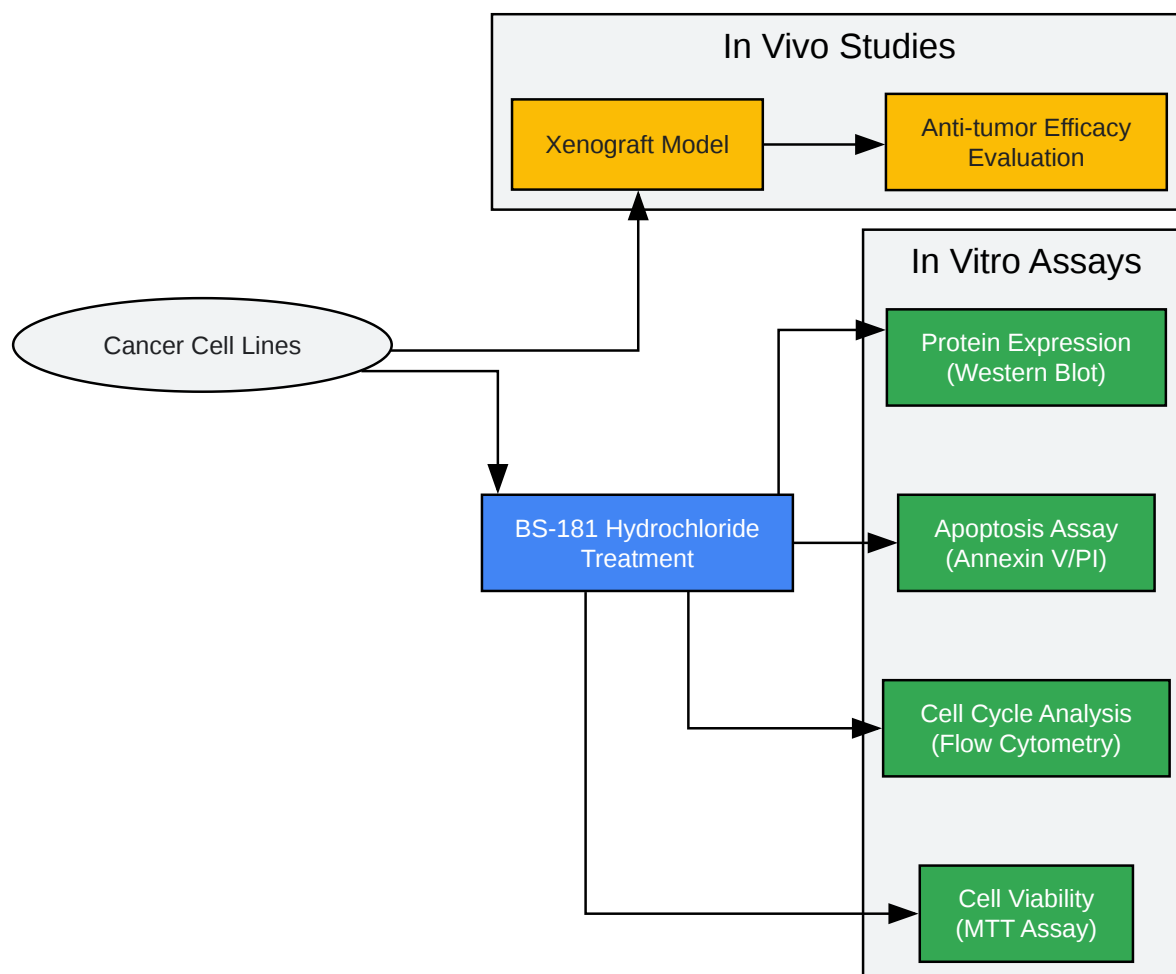 In Vivo Studies
Xenograft Model
Anti-tumor Efficacy
Evaluation
In Vitro Assays
Cancer Cell Lines
Protein Expression
(Western Blot)
BS-181 Hydrochloride
Treatment
Apoptosis Assay
(Annexin V/PI)
Cell Cycle Analysis
(Flow Cytometry)
Cell Viability
(MTT Assay)